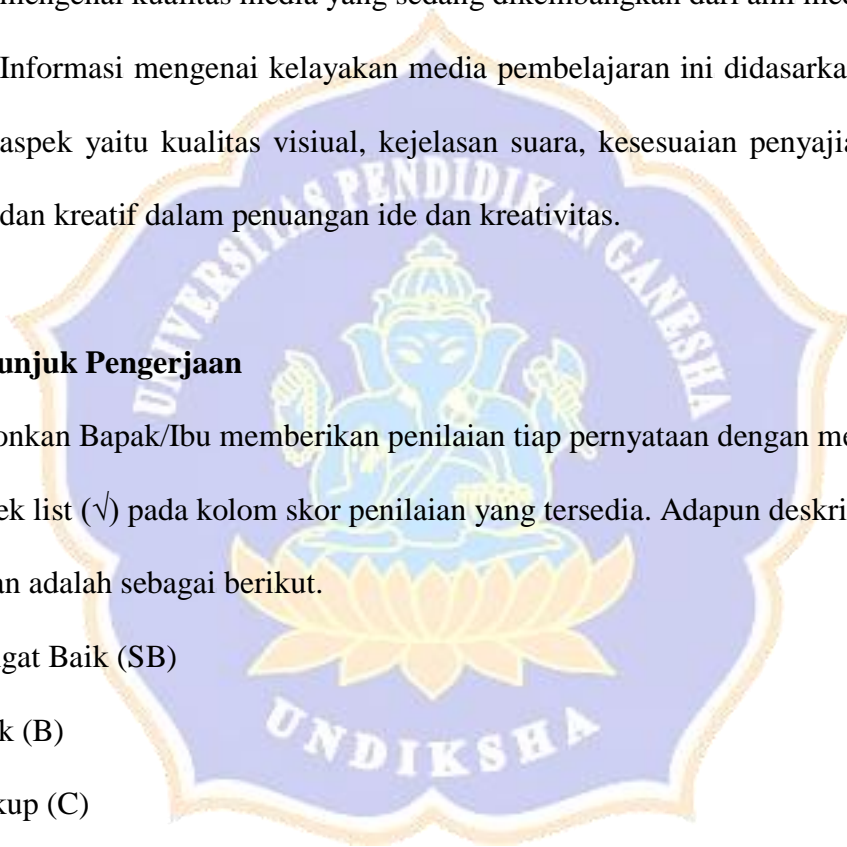 mengenai kualitas media yang sedang dikembangkan dari ahli
Informasi mengenai kelayakan media pembelajaran ini didasarka
aspek yaitu kualitas visiual, kejelasan suara, kesesuaian penyaji
dan kreatif dalam penuangan ide dan kreativitas.
UNIVERSITAS PENDIDIKAN GANESHA
unjuk Pengerjaan
onkan Bapak/Ibu memberikan penilaian tiap pernyataan dengan me
ek list (√) pada kolom skor penilaian yang tersedia. Adapun deskri
an adalah sebagai berikut.
gat Baik (SB)
k (B)
kup (C)
UNDIKSHA